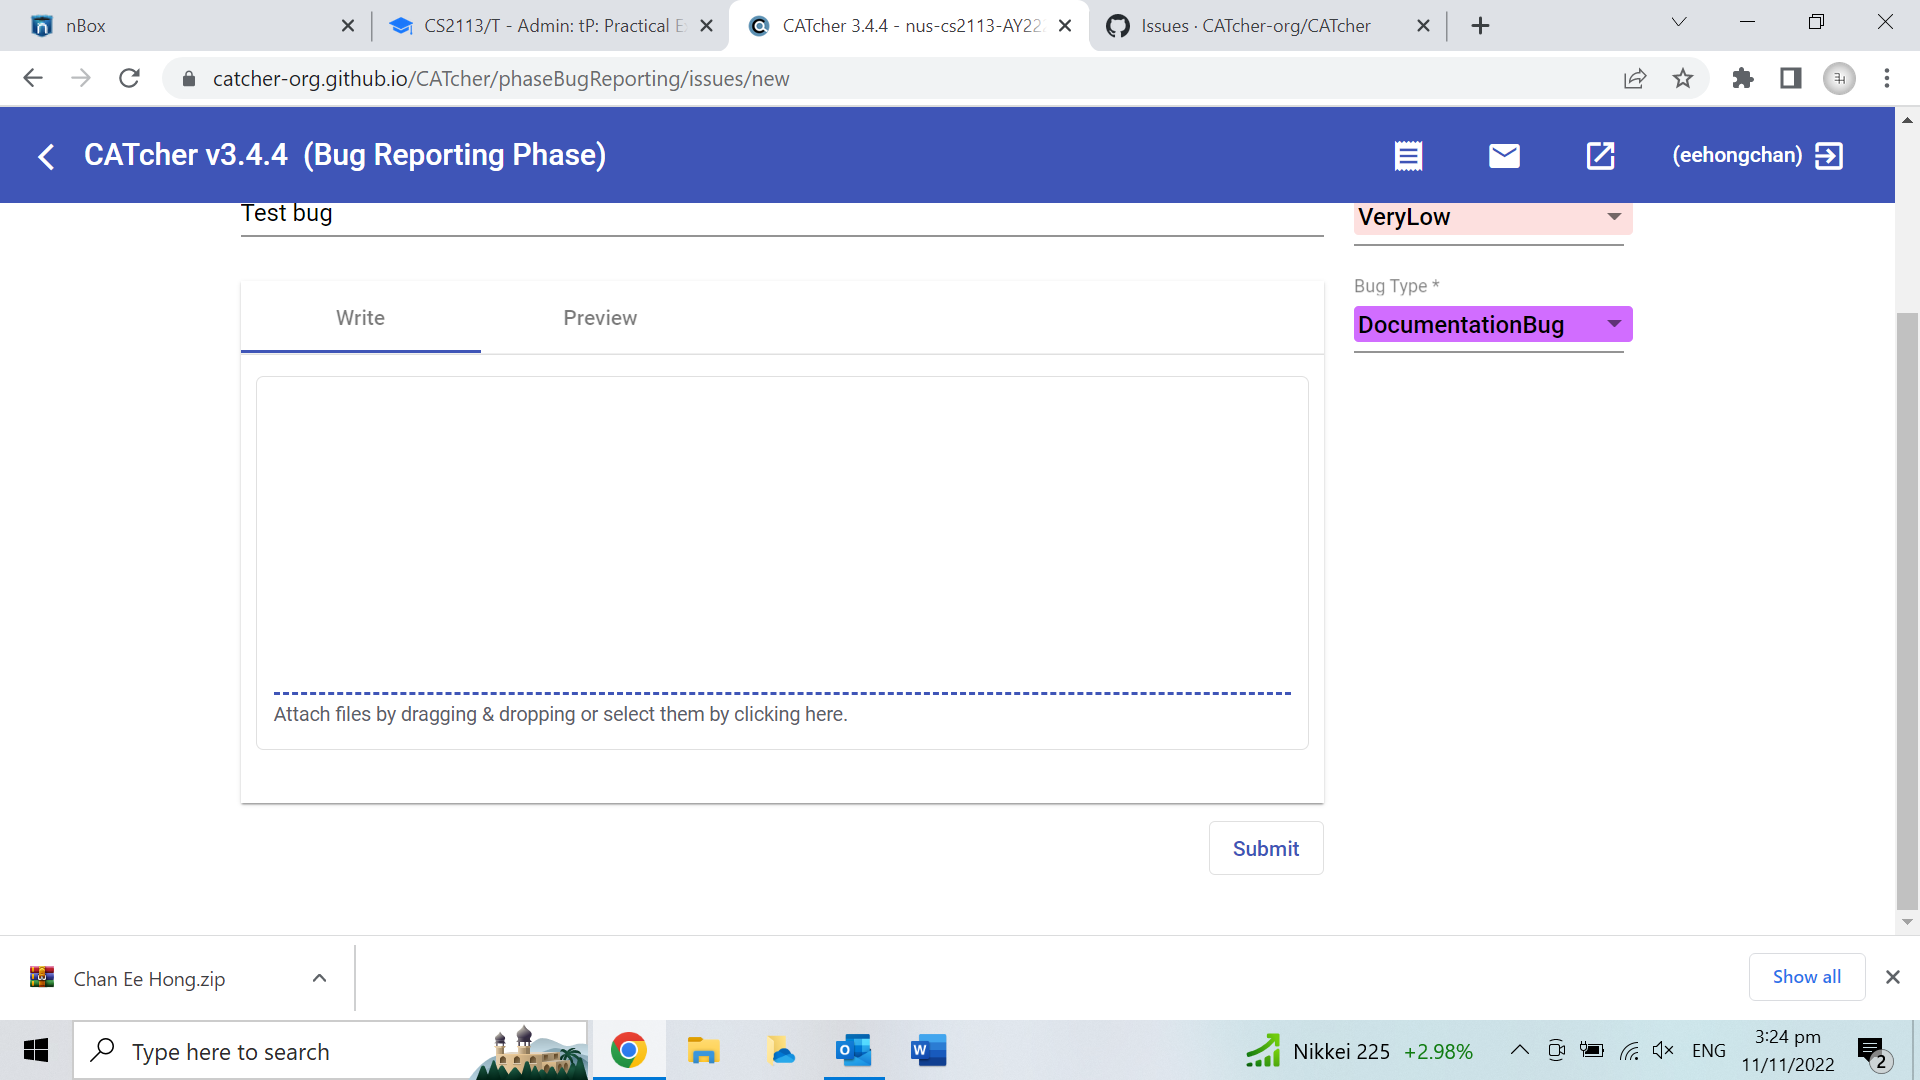 nBox
CS2113/T - Admin: tP: Practical E
CATcher 3.4.4 - nus-cs2113-AY22
Issues · CATcher-org/CATcher
catcher-org.github.io/CATcher/phaseBugReporting/issues/new
CATcher v3.4.4 (Bug Reporting Phase)
(eehongchan)
Test bug
VeryLow
Write
Preview
Bug Type *
DocumentationBug
Attach files by dragging & dropping or select them by clicking here.
Submit
Chan Ee Hong.zip
Show all
Type here to search
Nikkei 225 +2.98%
ENG
3:24 pm
11/11/2022
2